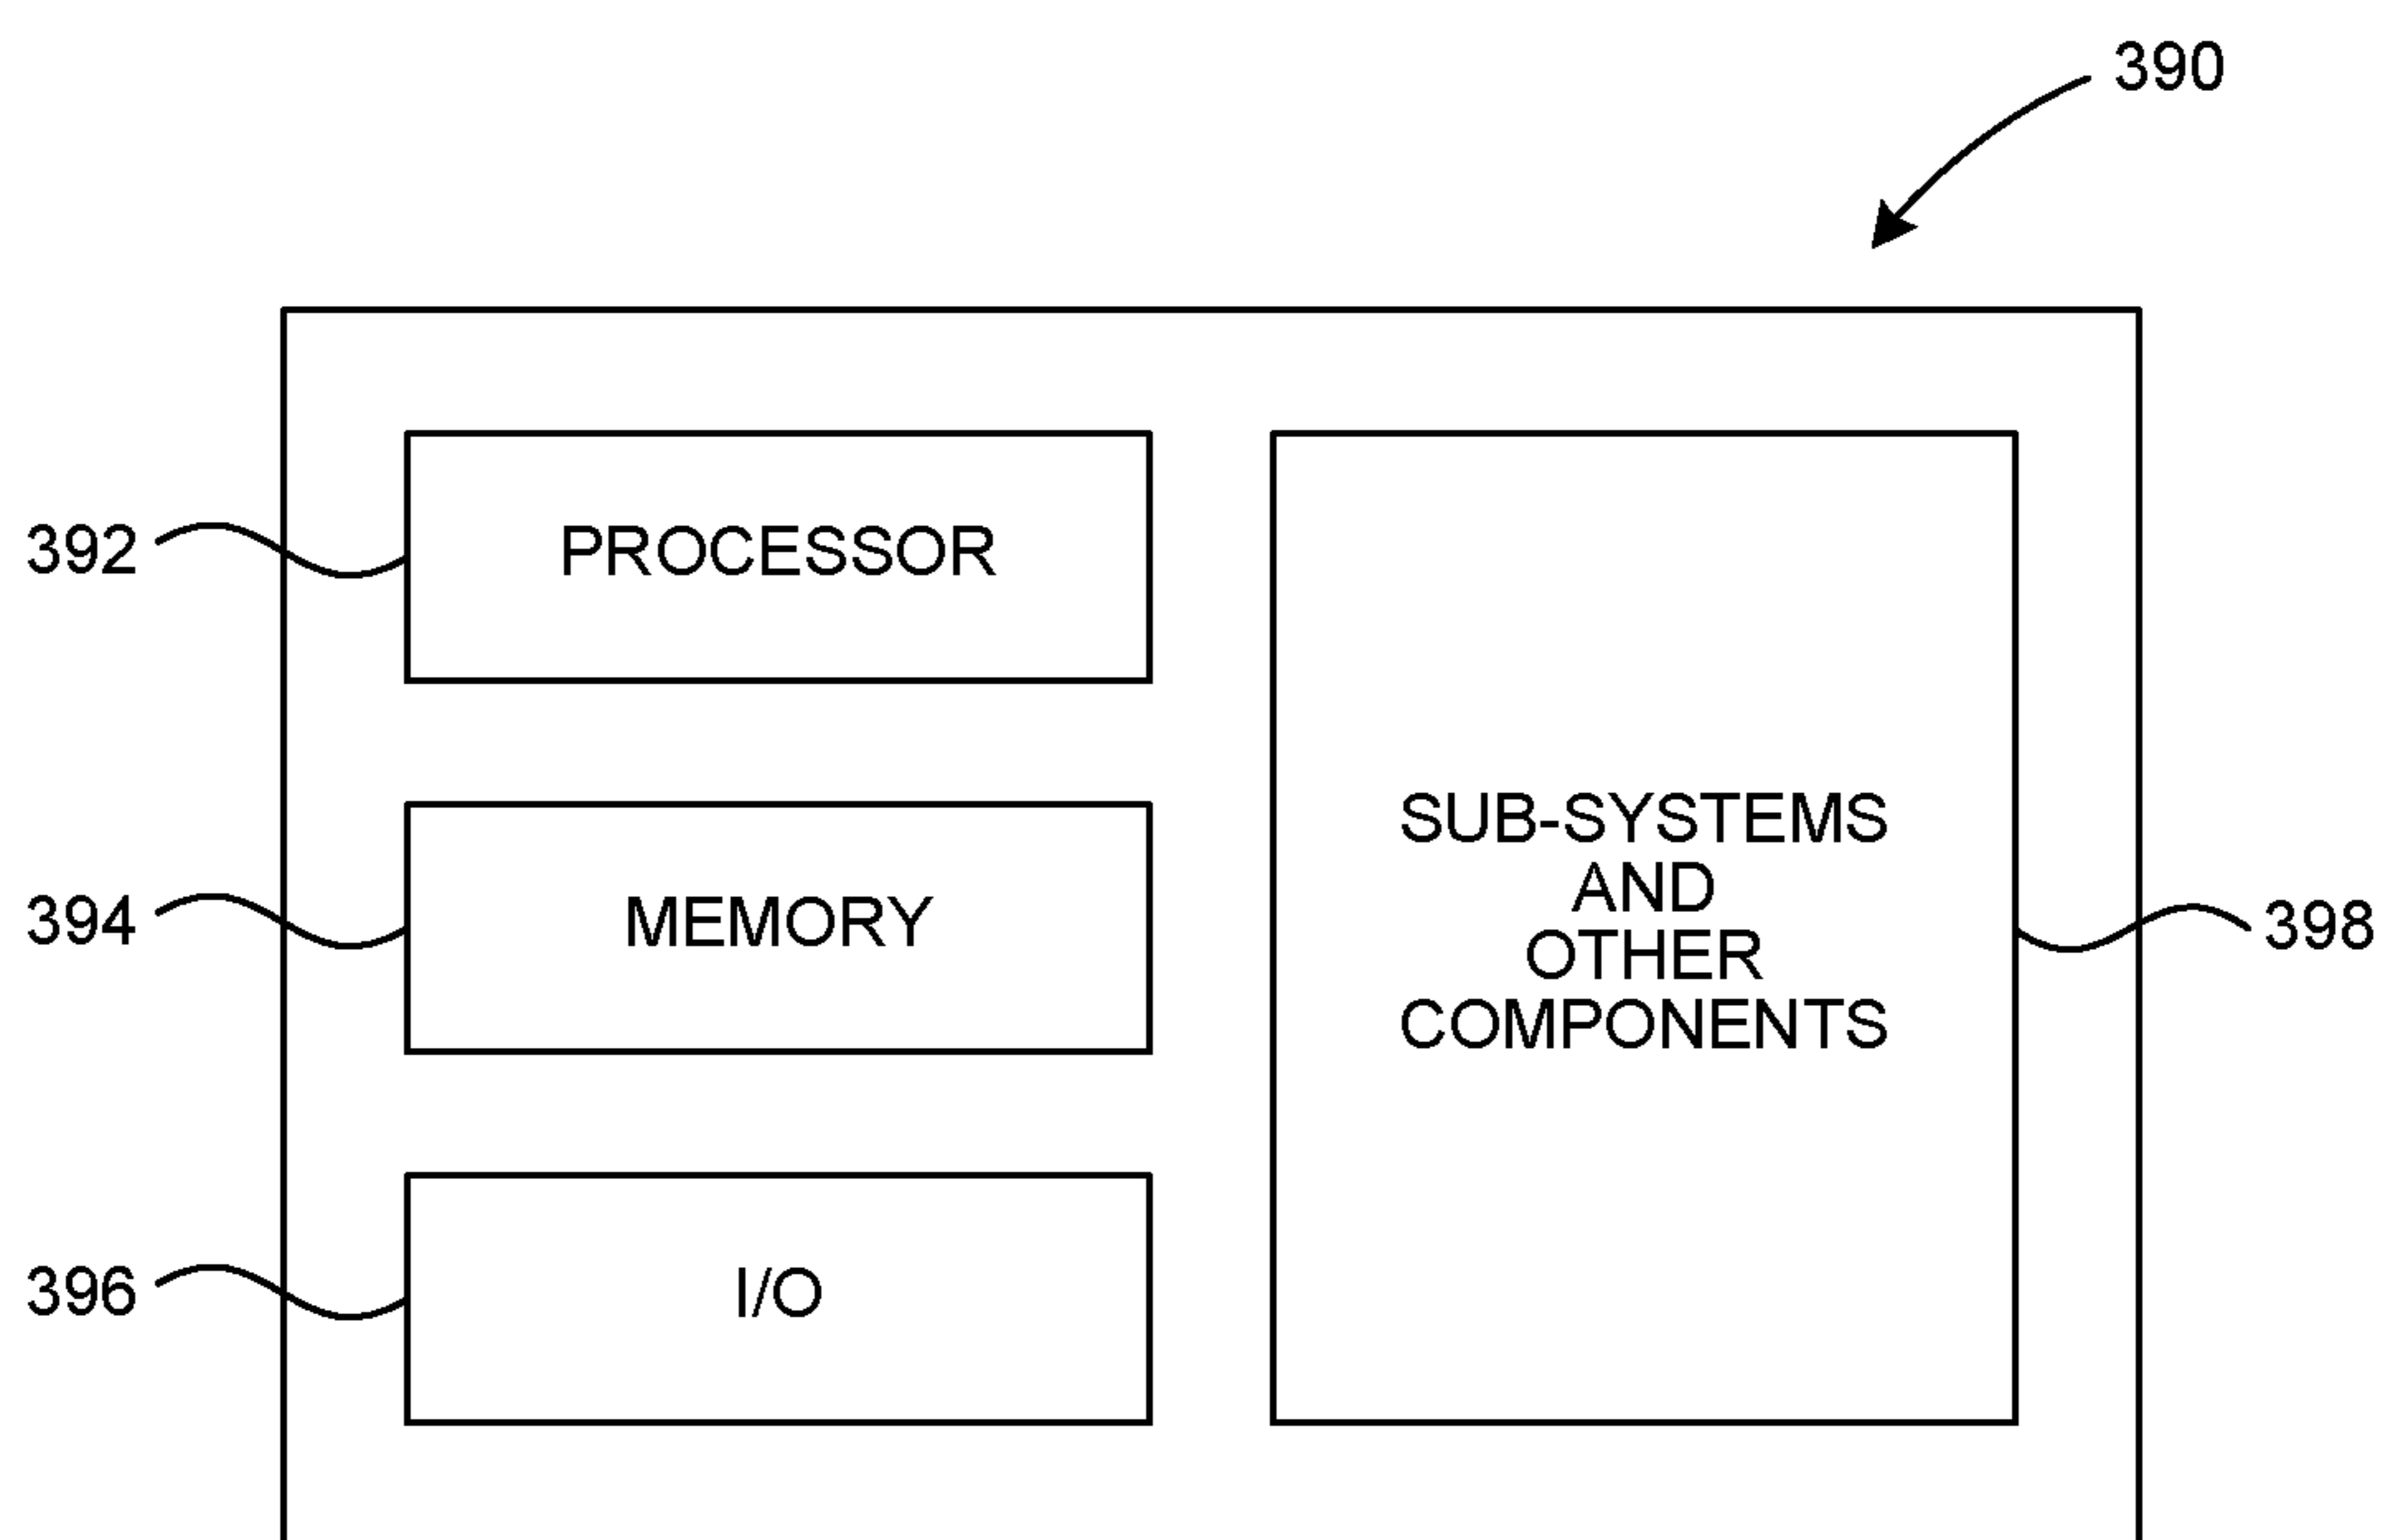 390
392
PROCESSOR
394
MEMORY
396
I/O
SUB-SYSTEMS
AND
OTHER
COMPONENTS
398